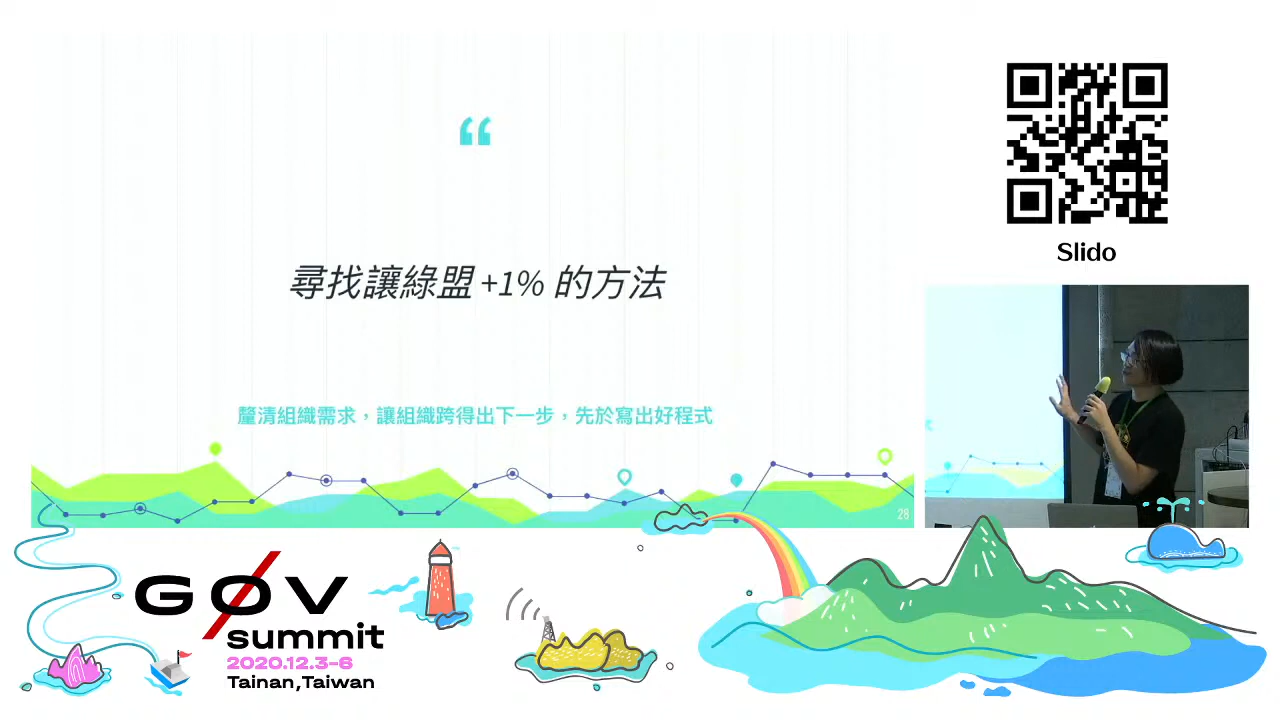 “
尋找讓綠盟 +1% 的方法
釐清組織需求，讓組織跨得出下一步，先於寫出好程式
28
Slido
GØV
summit
2020.12.3-6
Tainan,Taiwan